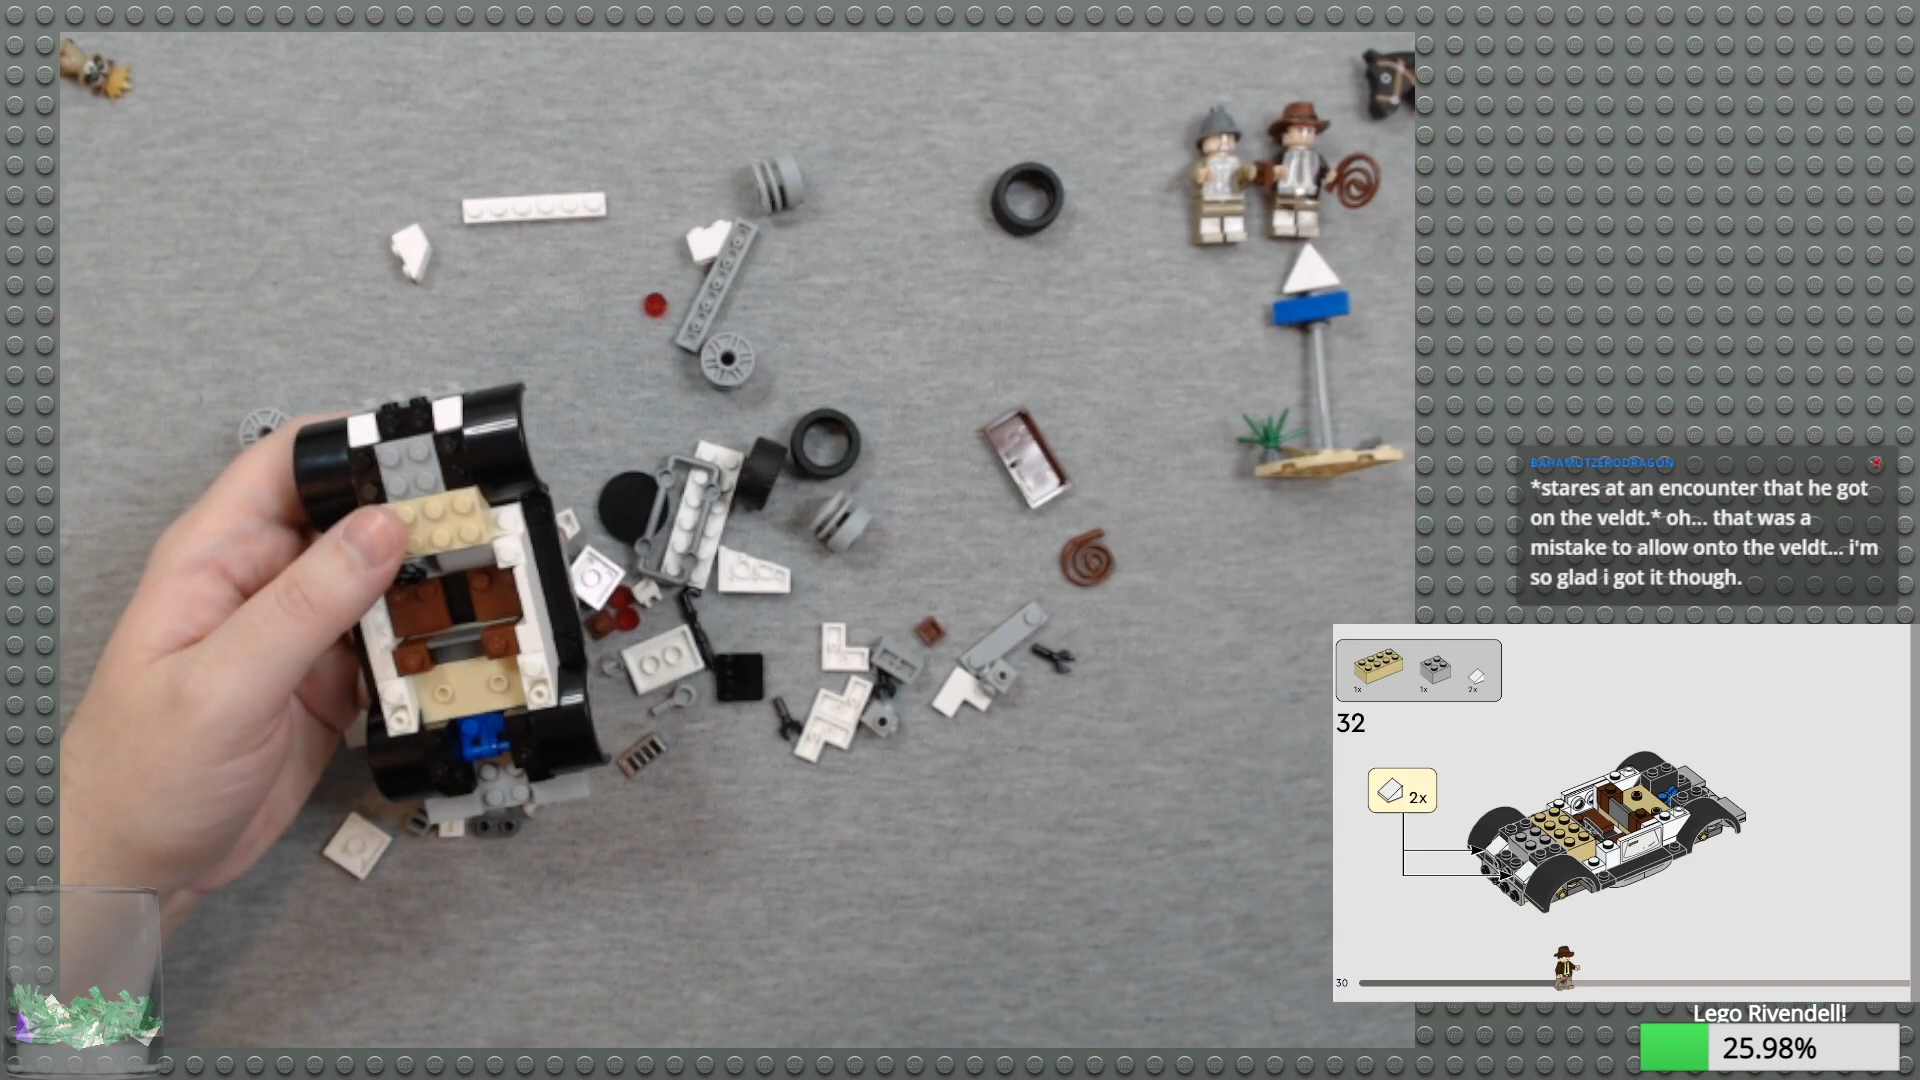 BAHAMUTZERODRAGON
*stares at an encounter that he got
on the veldt.* oh... that was a
mistake to allow onto the veldt... i'm
so glad i got it though.
1x 1x 2x
32
2x
30
Lego Rivendell!
25.98%